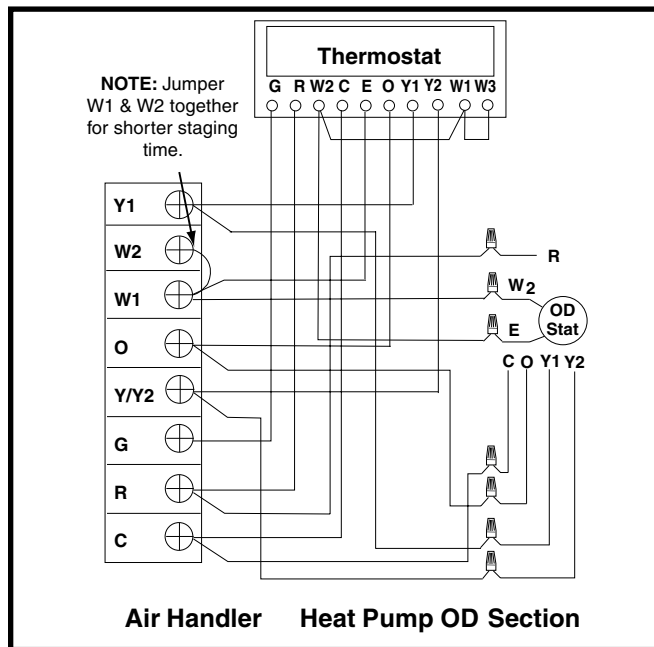 Thermostat
G R W2 C E O Y1 Y2 W1 W3
NOTE: Jumper
W1 & W2 together
for shorter staging
time.
Y1
W2
W1
O
Y/Y2
G
R
C
R
W2
E
OD
Stat
C O Y1 Y2
Air Handler
Heat Pump OD Section